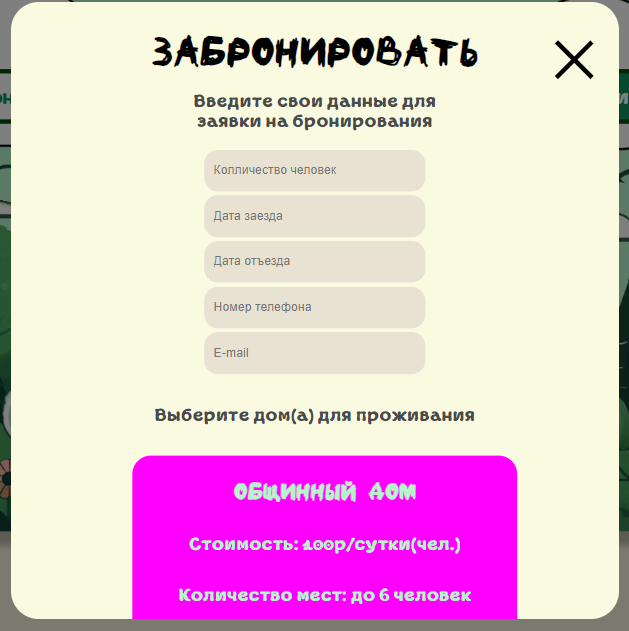 ЗАБРОНИРОВАТЬ
Введите свои данные для
заявки на бронирования
Колличество человек
Дата заезда
Дата отъезда
Номер телефона
E-mail
Выберите дом(а) для проживания
ОБЩИННЫЙ ДОМ
Стоимость: 100р/сутки(чел.)
Количество мест: до 6 человек